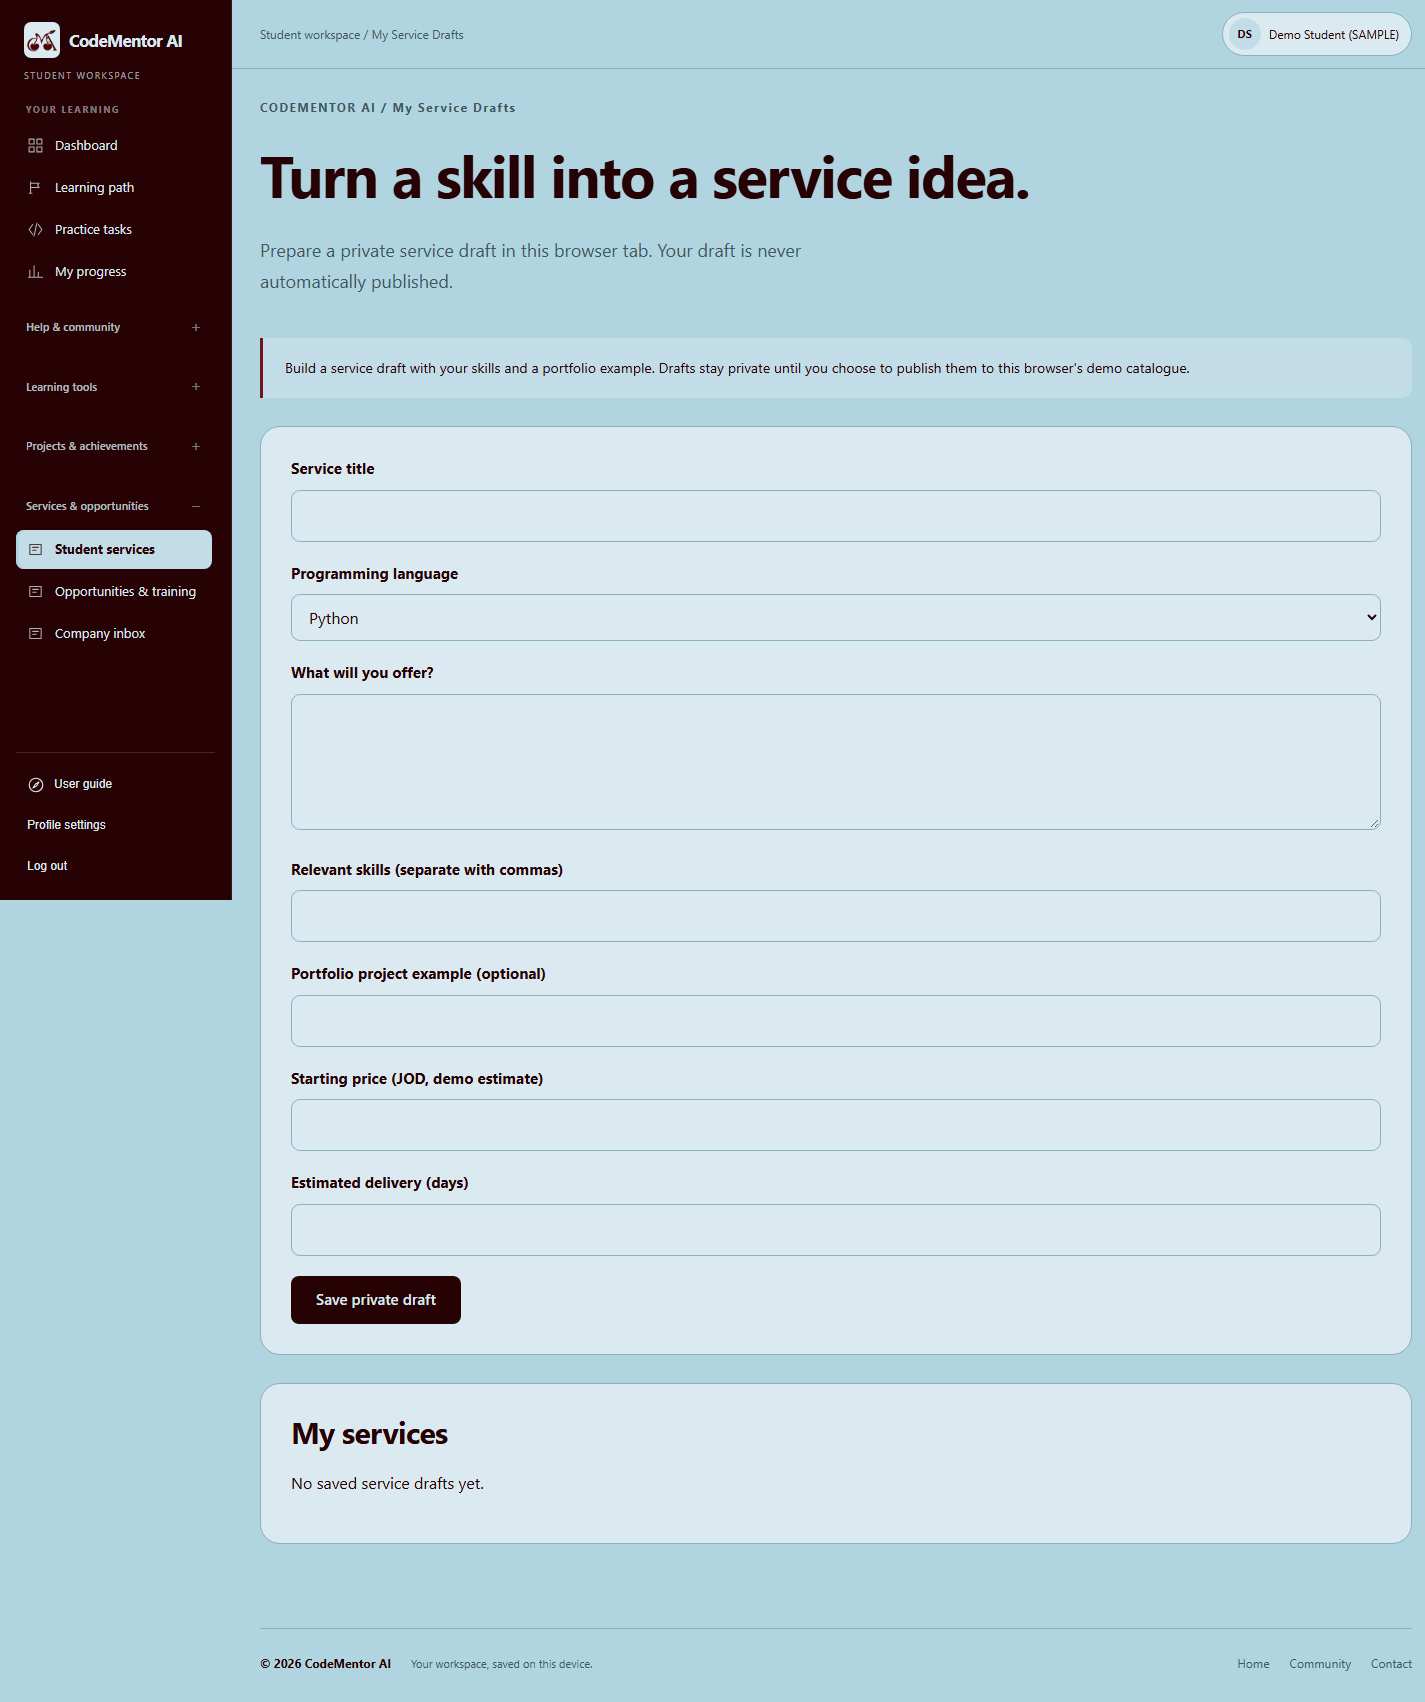 CodeMentor AI
STUDENT WORKSPACE
YOUR LEARNING
Dashboard
Learning path
Practice tasks
My progress
Help & community +
Learning tools +
Projects & achievements +
Services & opportunities −
Student services
Opportunities & training
Company inbox
User guide
Profile settings
Log out
Student workspace / My Service Drafts
DS Demo Student (SAMPLE)
CODEMENTOR AI / My Service Drafts
Turn a skill into a service idea.
Prepare a private service draft in this browser tab. Your draft is never
automatically published.
Build a service draft with your skills and a portfolio example. Drafts stay private until you choose to publish them to this browser's demo catalogue.
Service title
Programming language
Python
What will you offer?
Relevant skills (separate with commas)
Portfolio project example (optional)
Starting price (JOD, demo estimate)
Estimated delivery (days)
Save private draft
My services
No saved service drafts yet.
© 2026 CodeMentor AI Your workspace, saved on this device. Home Community Contact